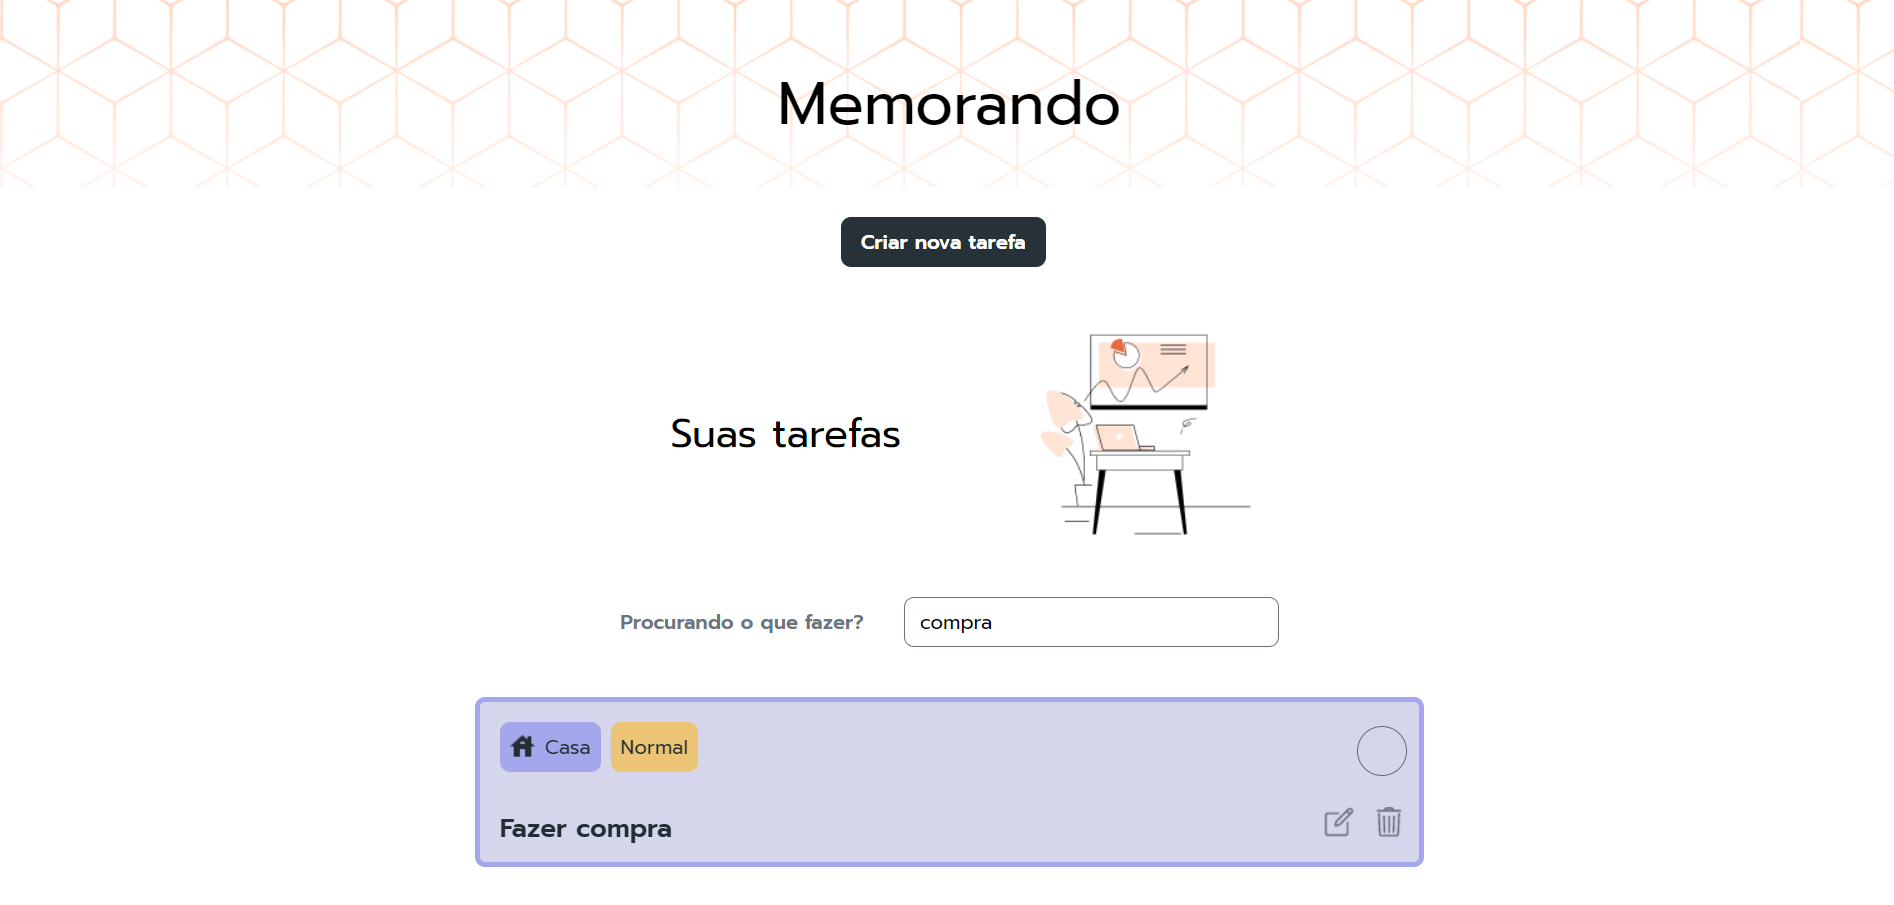 Memorando
Criar nova tarefa
Suas tarefas
Procurando o que fazer? compra
Casa Normal
Fazer compra